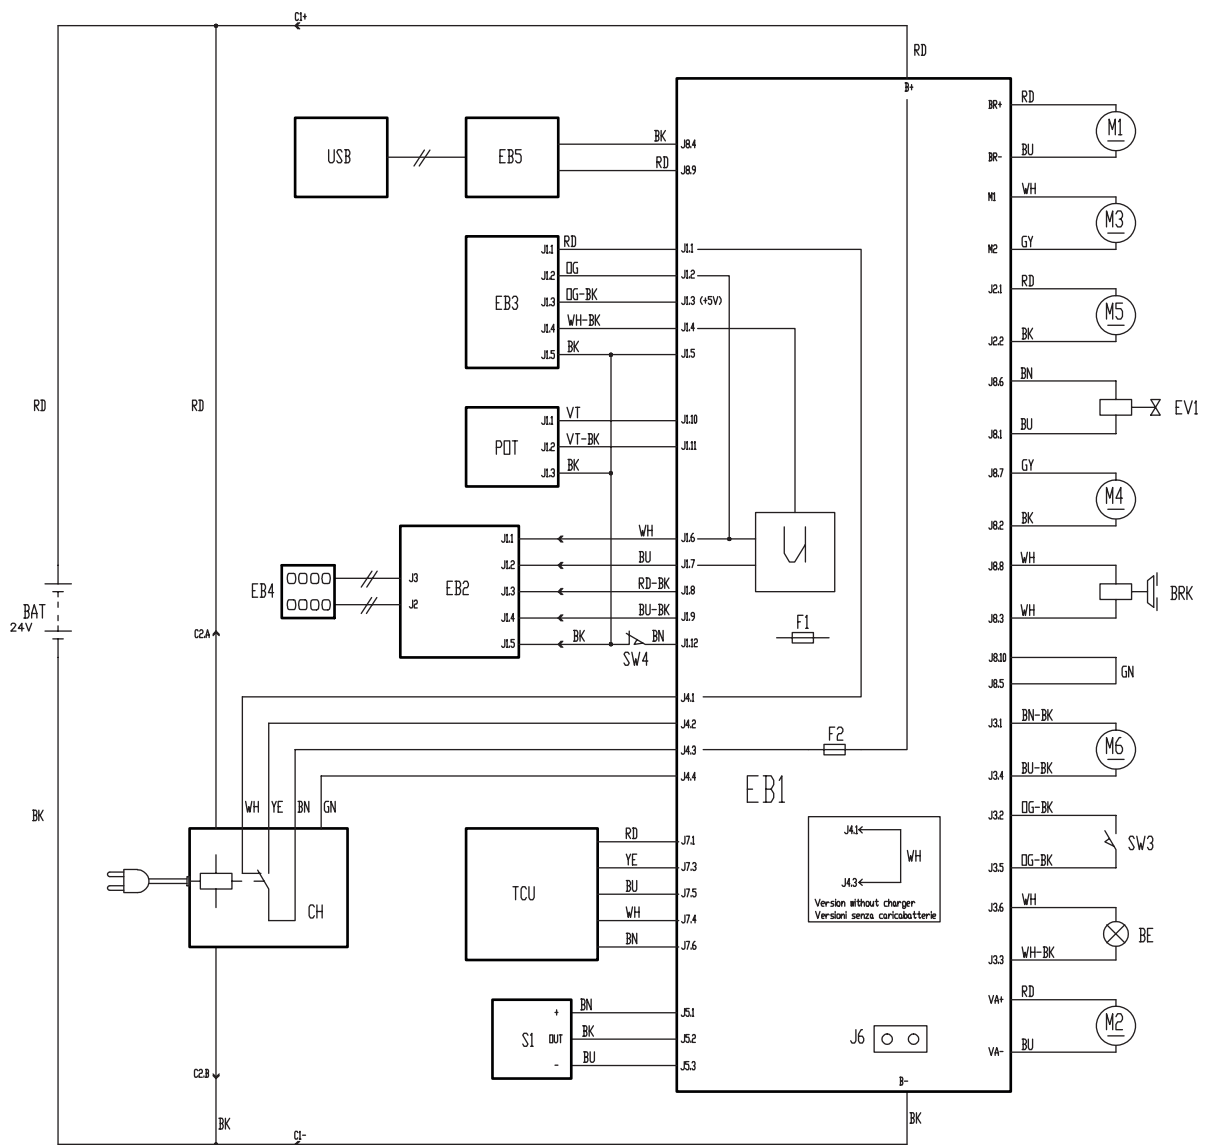 C1+
RD
B+
BR+
RD
M1
BR-
BU
USB
EB5
BK
J8.4
RD
J8.9
M1
WH
M3
M2
GY
EB3
J1.1
RD
J1.1
J1.2
OG
J1.2
J1.3
OG-BK
J1.3 (+5V)
J1.4
WH-BK
J1.4
J1.5
BK
J1.5
J2.1
RD
M5
J2.2
BK
J8.6
BN
EV1
J8.1
BU
RD
RD
POT
J1.1
VT
J1.10
J1.2
VT-BK
J1.11
J1.3
BK
J8.7
GY
M4
J8.2
BK
EB4
J3
J2
EB2
J1.1
WH
J1.6
J1.2
BU
J1.7
J1.3
RD-BK
J1.8
J1.4
BU-BK
J1.9
J1.5
BK
SW4
BN
J1.12
F1
J8.8
WH
BRK
J8.3
WH
BAT
24V
C2.A
J8.10
GN
J8.5
J4.1
J4.2
J4.3
J4.4
F2
EB1
J3.1
BN-BK
M6
J3.4
BU-BK
BK
WH
YE
BN
GN
CH
TCU
RD
J7.1
YE
J7.3
BU
J7.5
WH
J7.4
BN
J7.6
J4.1
WH
J4.3
Version without charger
Versioni senza caricabatterie
J3.2
OG-BK
SW3
J3.5
OG-BK
J3.6
WH
BE
J3.3
WH-BK
S1
+
BN
J5.1
OUT
BK
J5.2
-
BU
J5.3
J6
VA+
RD
M2
VA-
BU
C2.B
B-
BK
BK
C1-